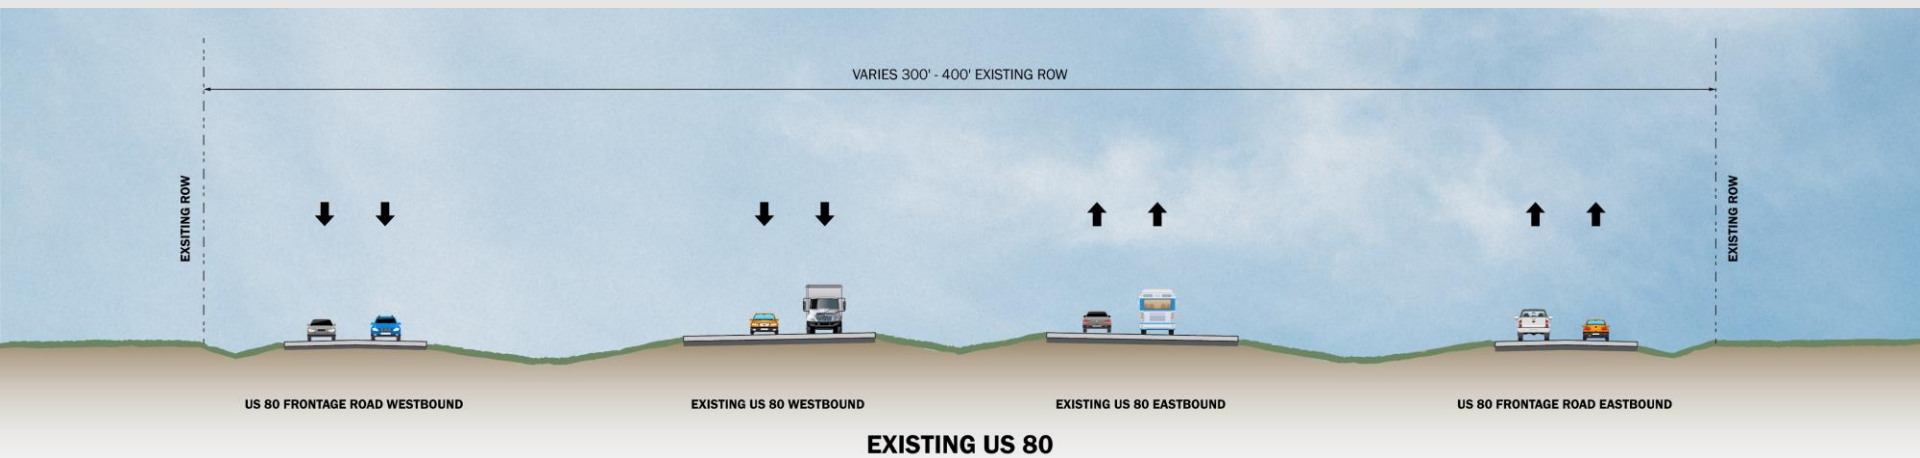 VARIES 300' - 400' EXISTING ROW
EXSITING ROW
EXISTING ROW
US 80 FRONTAGE ROAD WESTBOUND
EXISTING US 80 WESTBOUND
EXISTING US 80 EASTBOUND
US 80 FRONTAGE ROAD EASTBOUND
EXISTING US 80